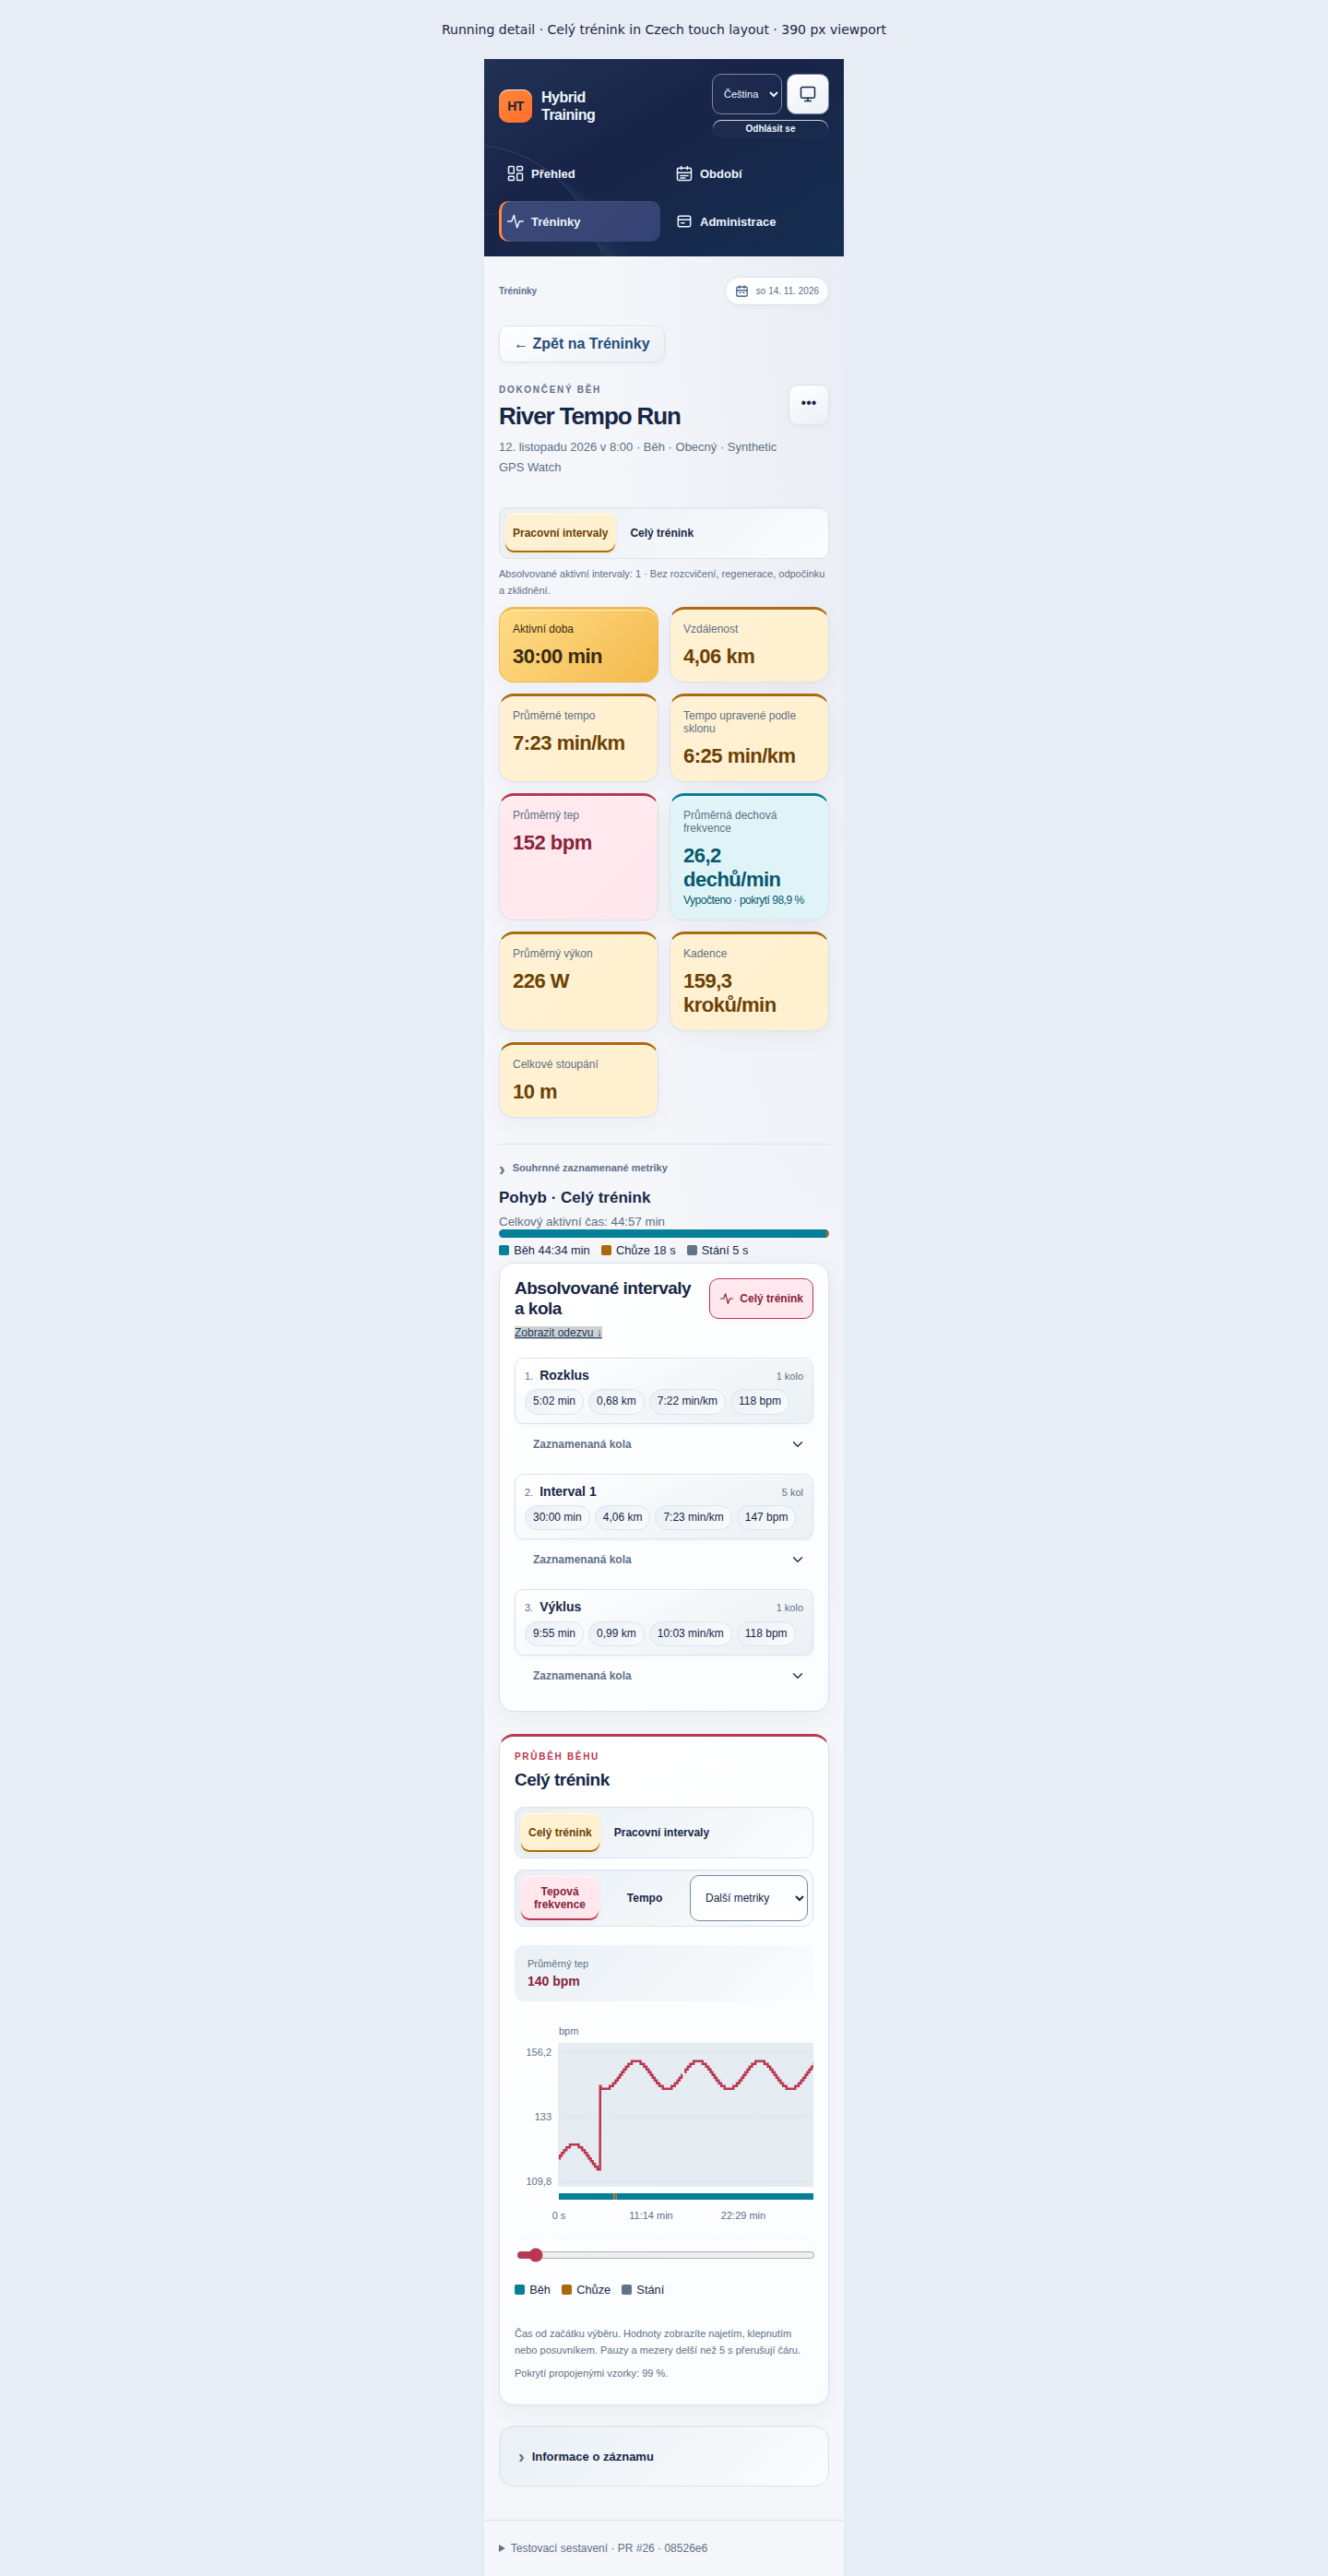 Running detail · Celý trénink in Czech touch layout · 390 px viewport
HT
Hybrid
Training
Čeština
Odhlásit se
Přehled
Období
Tréninky
Administrace
Tréninky
so 14. 11. 2026
← Zpět na Tréninky
DOKONČENÝ BĚH
River Tempo Run
•••
12. listopadu 2026 v 8:00 · Běh · Obecný · Synthetic
GPS Watch
Pracovní intervaly
Celý trénink
Absolvované aktivní intervaly: 1 · Bez rozcvičení, regenerace, odpočinku
a zklidnění.
Aktivní doba
30:00 min
Vzdálenost
4,06 km
Průměrné tempo
7:23 min/km
Tempo upravené podle
sklonu
6:25 min/km
Průměrný tep
152 bpm
Průměrná dechová
frekvence
26,2
dechů/min
Vypočteno · pokrytí 98,9 %
Průměrný výkon
226 W
Kadence
159,3
kroků/min
Celkové stoupání
10 m
› Souhrnné zaznamenané metriky
Pohyb · Celý trénink
Celkový aktivní čas: 44:57 min
Běh 44:34 min
Chůze 18 s
Stání 5 s
Absolvované intervaly
a kola
Celý trénink
Zobrazit odezvu ↓
1. Rozklus
1 kolo
5:02 min
0,68 km
7:22 min/km
118 bpm
Zaznamenaná kola
2. Interval 1
5 kol
30:00 min
4,06 km
7:23 min/km
147 bpm
Zaznamenaná kola
3. Výklus
1 kolo
9:55 min
0,99 km
10:03 min/km
118 bpm
Zaznamenaná kola
PRŮBĚH BĚHU
Celý trénink
Celý trénink
Pracovní intervaly
Tepová
frekvence
Tempo
Další metriky
Průměrný tep
140 bpm
bpm
156,2
133
109,8
0 s
11:14 min
22:29 min
Běh
Chůze
Stání
Čas od začátku výběru. Hodnoty zobrazíte najetím, klepnutím
nebo posuvníkem. Pauzy a mezery delší než 5 s přerušují čáru.
Pokrytí propojenými vzorky: 99 %.
› Informace o záznamu
▶ Testovací sestavení · PR #26 · 08526e6